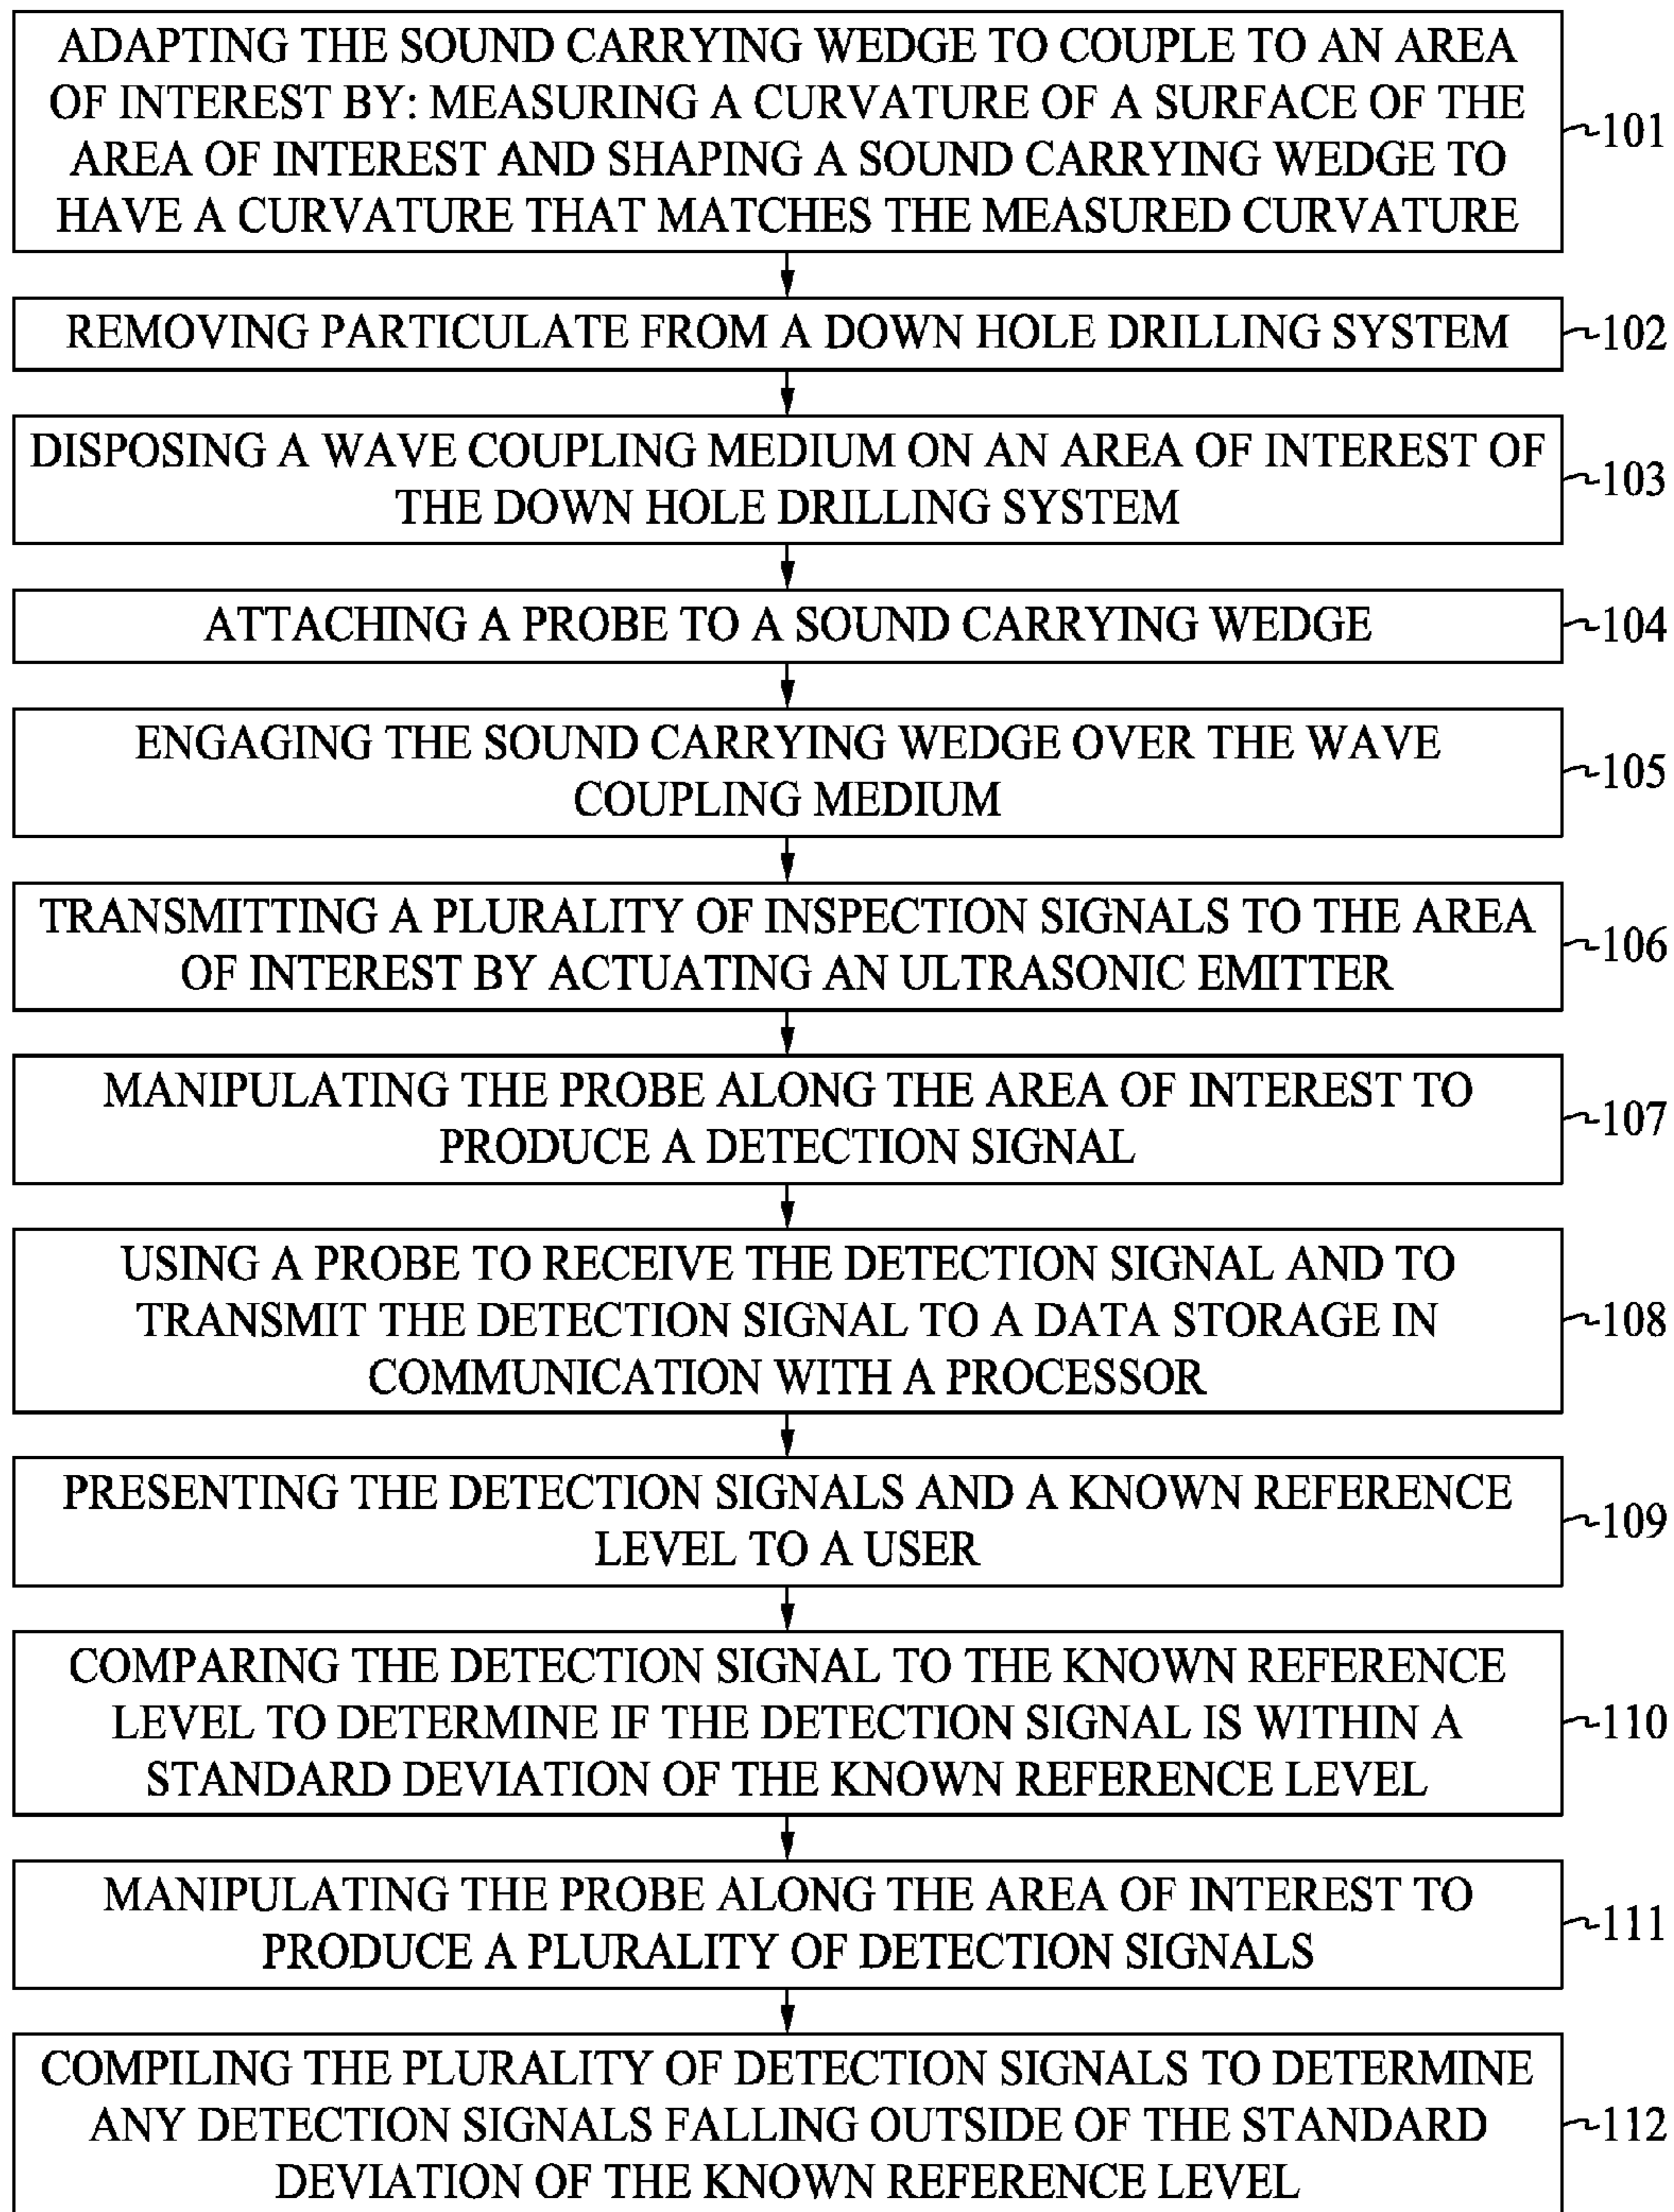 ADAPTING THE SOUND CARRYING WEDGE TO COUPLE TO AN AREA
OF INTEREST BY: MEASURING A CURVATURE OF A SURFACE OF THE
AREA OF INTEREST AND SHAPING A SOUND CARRYING WEDGE TO
HAVE A CURVATURE THAT MATCHES THE MEASURED CURVATURE
101
REMOVING PARTICULATE FROM A DOWN HOLE DRILLING SYSTEM
102
DISPOSING A WAVE COUPLING MEDIUM ON AN AREA OF INTEREST OF
THE DOWN HOLE DRILLING SYSTEM
103
ATTACHING A PROBE TO A SOUND CARRYING WEDGE
104
ENGAGING THE SOUND CARRYING WEDGE OVER THE WAVE
COUPLING MEDIUM
105
TRANSMITTING A PLURALITY OF INSPECTION SIGNALS TO THE AREA
OF INTEREST BY ACTUATING AN ULTRASONIC EMITTER
106
MANIPULATING THE PROBE ALONG THE AREA OF INTEREST TO
PRODUCE A DETECTION SIGNAL
107
USING A PROBE TO RECEIVE THE DETECTION SIGNAL AND TO
TRANSMIT THE DETECTION SIGNAL TO A DATA STORAGE IN
COMMUNICATION WITH A PROCESSOR
108
PRESENTING THE DETECTION SIGNALS AND A KNOWN REFERENCE
LEVEL TO A USER
109
COMPARING THE DETECTION SIGNAL TO THE KNOWN REFERENCE
LEVEL TO DETERMINE IF THE DETECTION SIGNAL IS WITHIN A
STANDARD DEVIATION OF THE KNOWN REFERENCE LEVEL
110
MANIPULATING THE PROBE ALONG THE AREA OF INTEREST TO
PRODUCE A PLURALITY OF DETECTION SIGNALS
111
COMPILING THE PLURALITY OF DETECTION SIGNALS TO DETERMINE
ANY DETECTION SIGNALS FALLING OUTSIDE OF THE STANDARD
DEVIATION OF THE KNOWN REFERENCE LEVEL
112